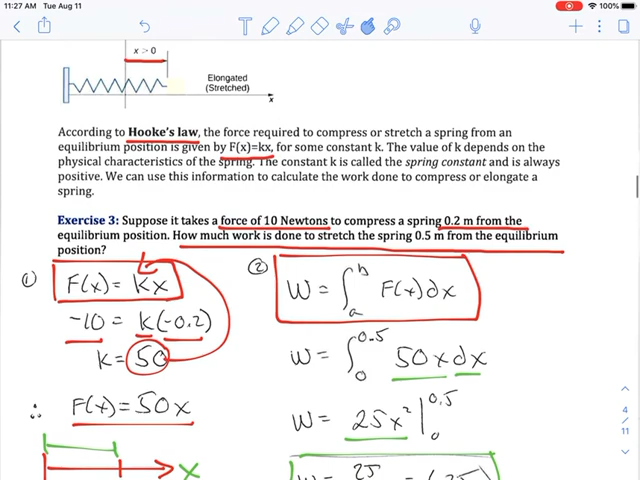 11:27 AM Tue Aug 11
100%
x > 0
Elongated
(Stretched)
x
According to Hooke's law, the force required to compress or stretch a spring from an
equilibrium position is given by F(x)=kx, for some constant k. The value of k depends on the
physical characteristics of the spring. The constant k is called the spring constant and is always
positive. We can use this information to calculate the work done to compress or elongate a
spring.
Exercise 3: Suppose it takes a force of 10 Newtons to compress a spring 0.2 m from the
equilibrium position. How much work is done to stretch the spring 0.5 m from the equilibrium
position?
① F(x) = kx
-10 = k(-0.2)
k = 50
∴ F(x) = 50x
x
② W = ∫_a^b F(x)dx
W = ∫_0^0.5 50x dx
W = 25x² |_0^0.5
4
11